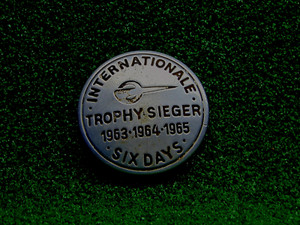 · INTERNATIONALE ·
TROPHY·SIEGER
1963·1964·1965
SIX DAYS